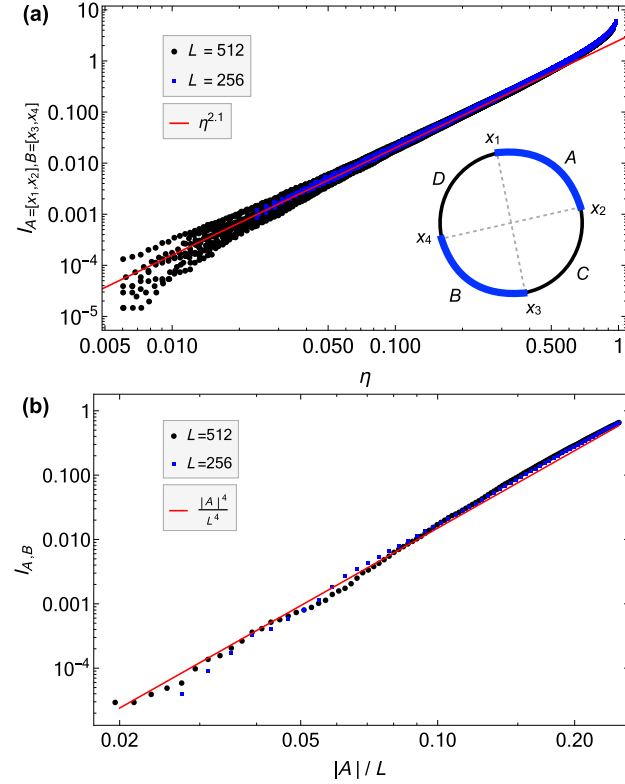 (a)
10
1
0.100
0.010
0.001
10⁻⁴
10⁻⁵
I_{A=[x₁,x₂],B=[x₃,x₄]}
L = 512
L = 256
η^{2.1}
x₁
A
D
x₂
x₄
C
B
x₃
0.005 0.010 0.050 0.100 0.500 1
η
(b)
1
0.100
0.010
0.001
10⁻⁴
I_{A,B}
L=512
L=256
|A|⁴
L⁴
0.02 0.05 0.10 0.20
|A| / L